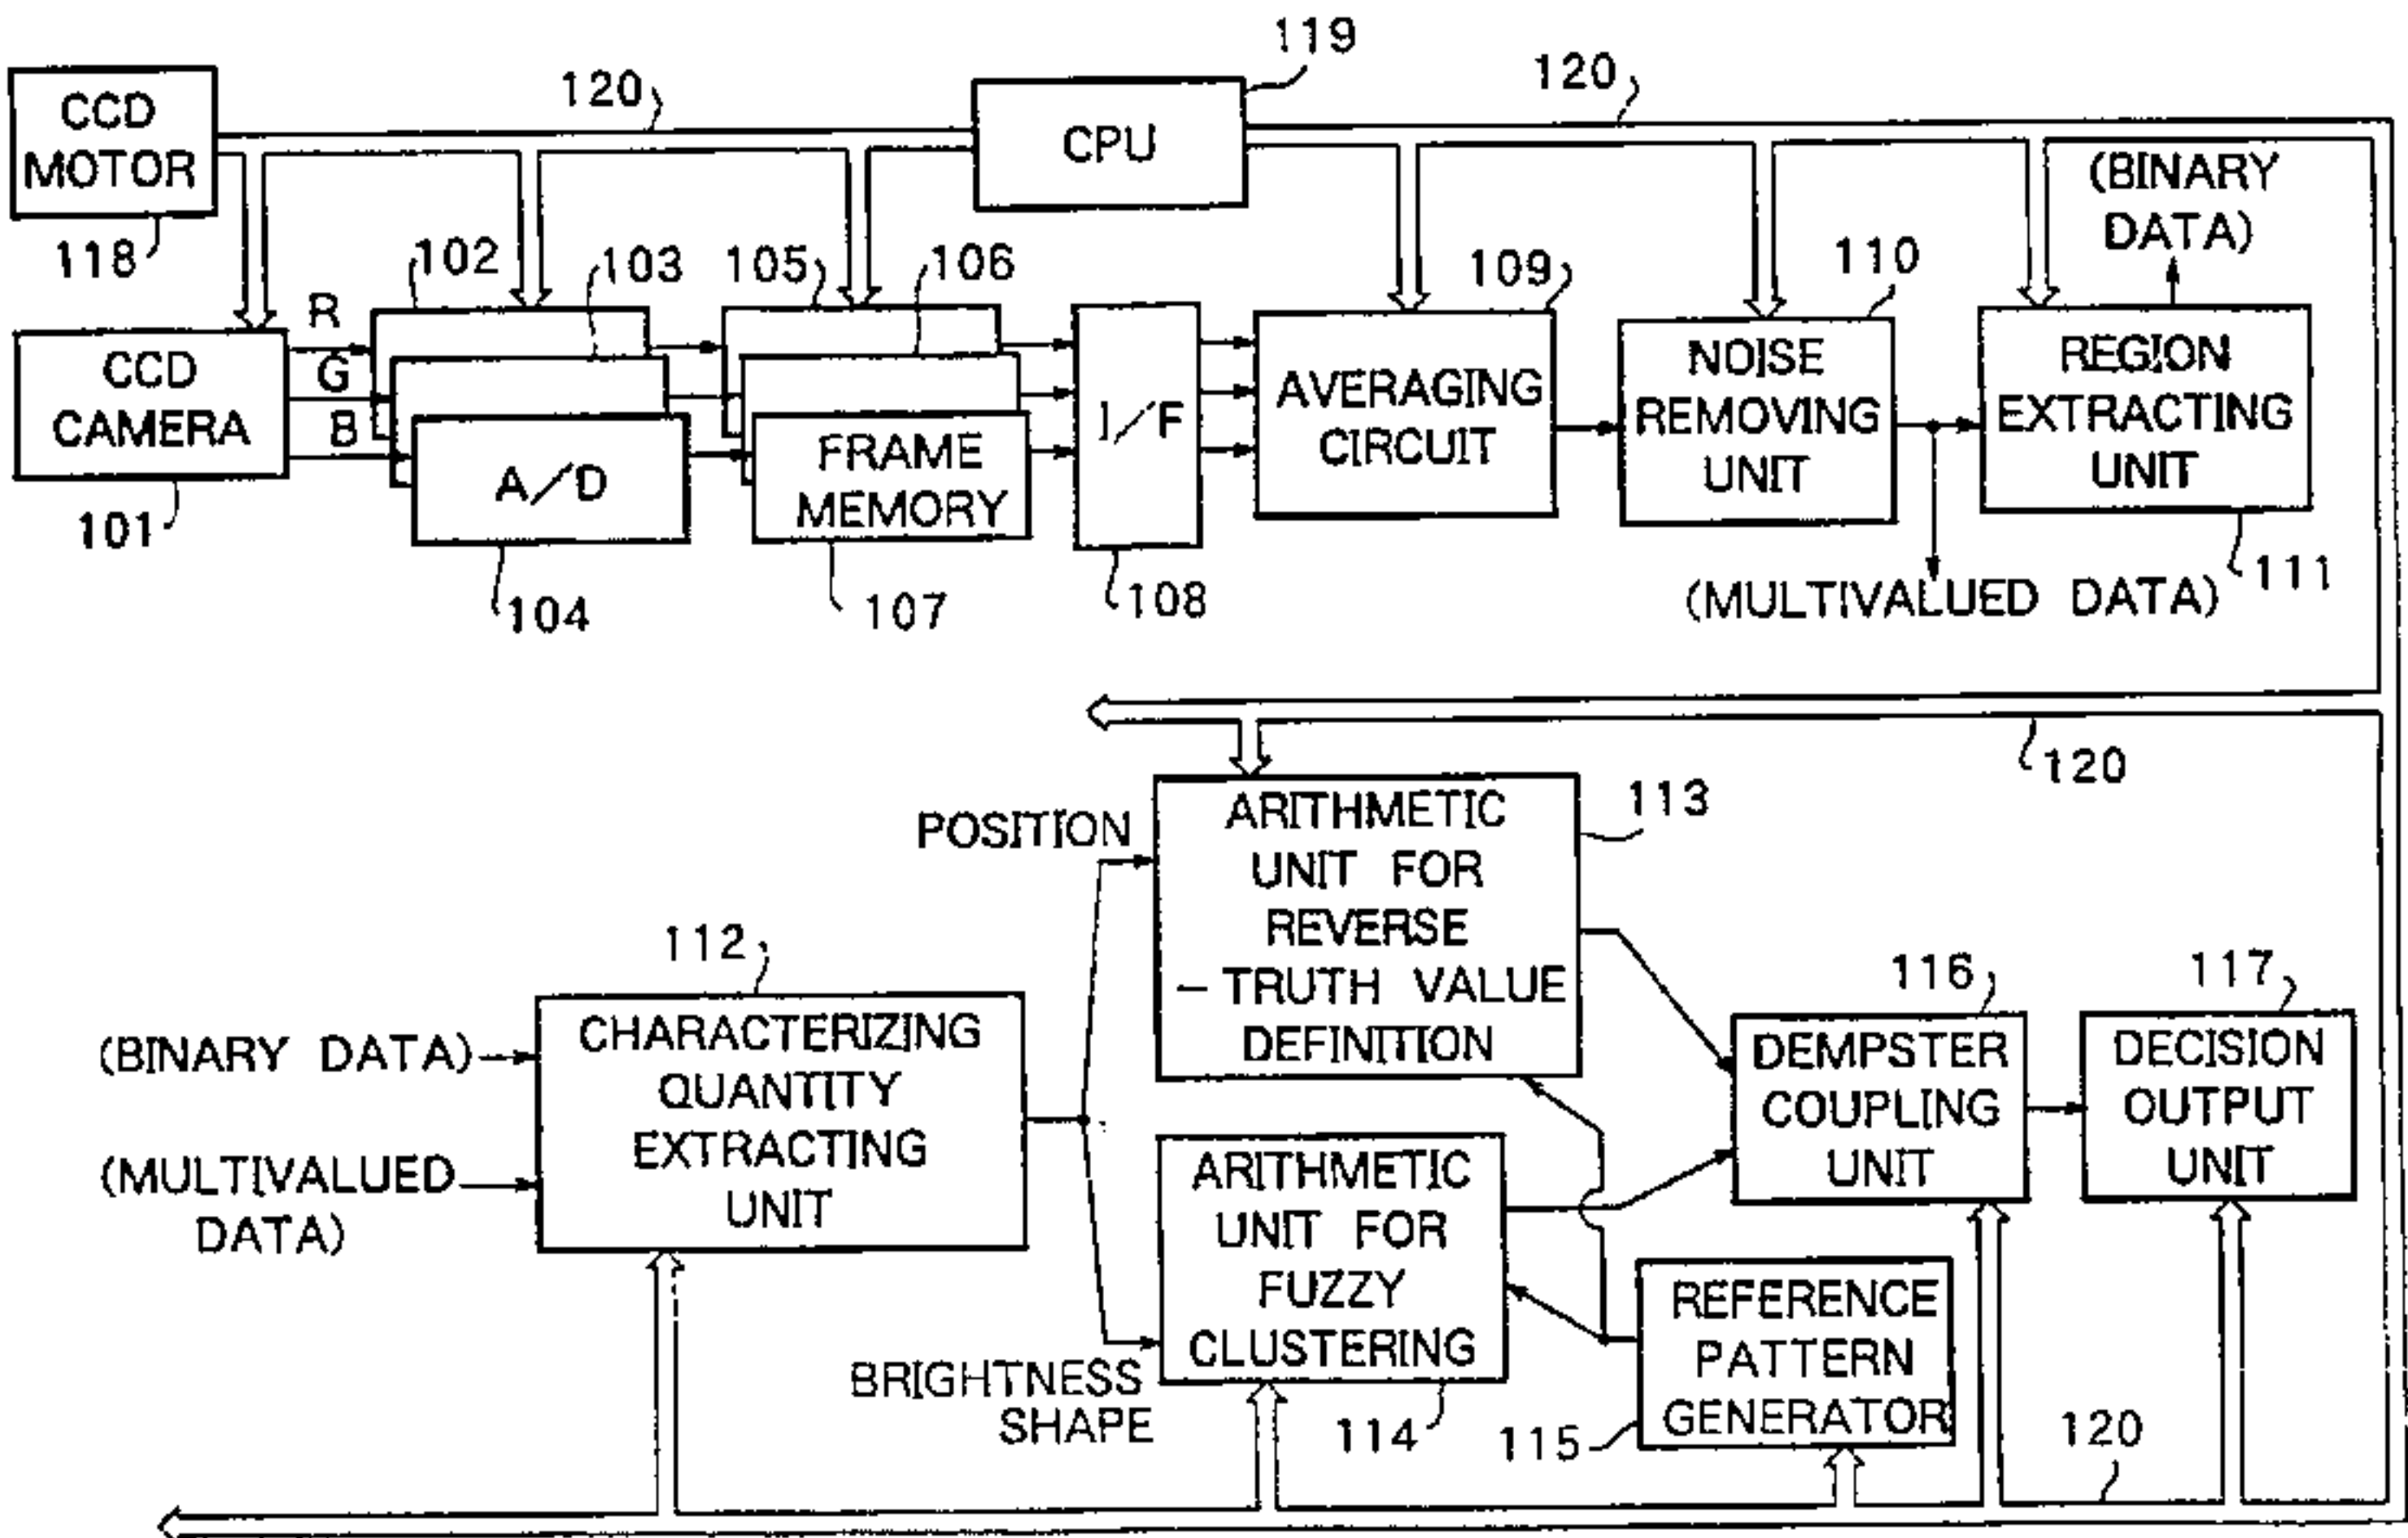 119
120
120
CCD
MOTOR
CPU
(BINARY
DATA)
118
102
103
105
106
109
110
R
G
B
CCD
CAMERA
A/D
FRAME
MEMORY
I/F
AVERAGING
CIRCUIT
NOISE
REMOVING
UNIT
REGION
EXTRACTING
UNIT
101
104
107
108
(MULTIVALUED DATA)
111
120
POSITION
ARITHMETIC
UNIT FOR
REVERSE
- TRUTH VALUE
DEFINITION
113
112
116
117
(BINARY DATA)
(MULTIVALUED
DATA)
CHARACTERIZING
QUANTITY
EXTRACTING
UNIT
DEMPSTER
COUPLING
UNIT
DECISION
OUTPUT
UNIT
ARITHMETIC
UNIT FOR
FUZZY
CLUSTERING
REFERENCE
PATTERN
GENERATOR
BRIGHTNESS
SHAPE
114
115
120